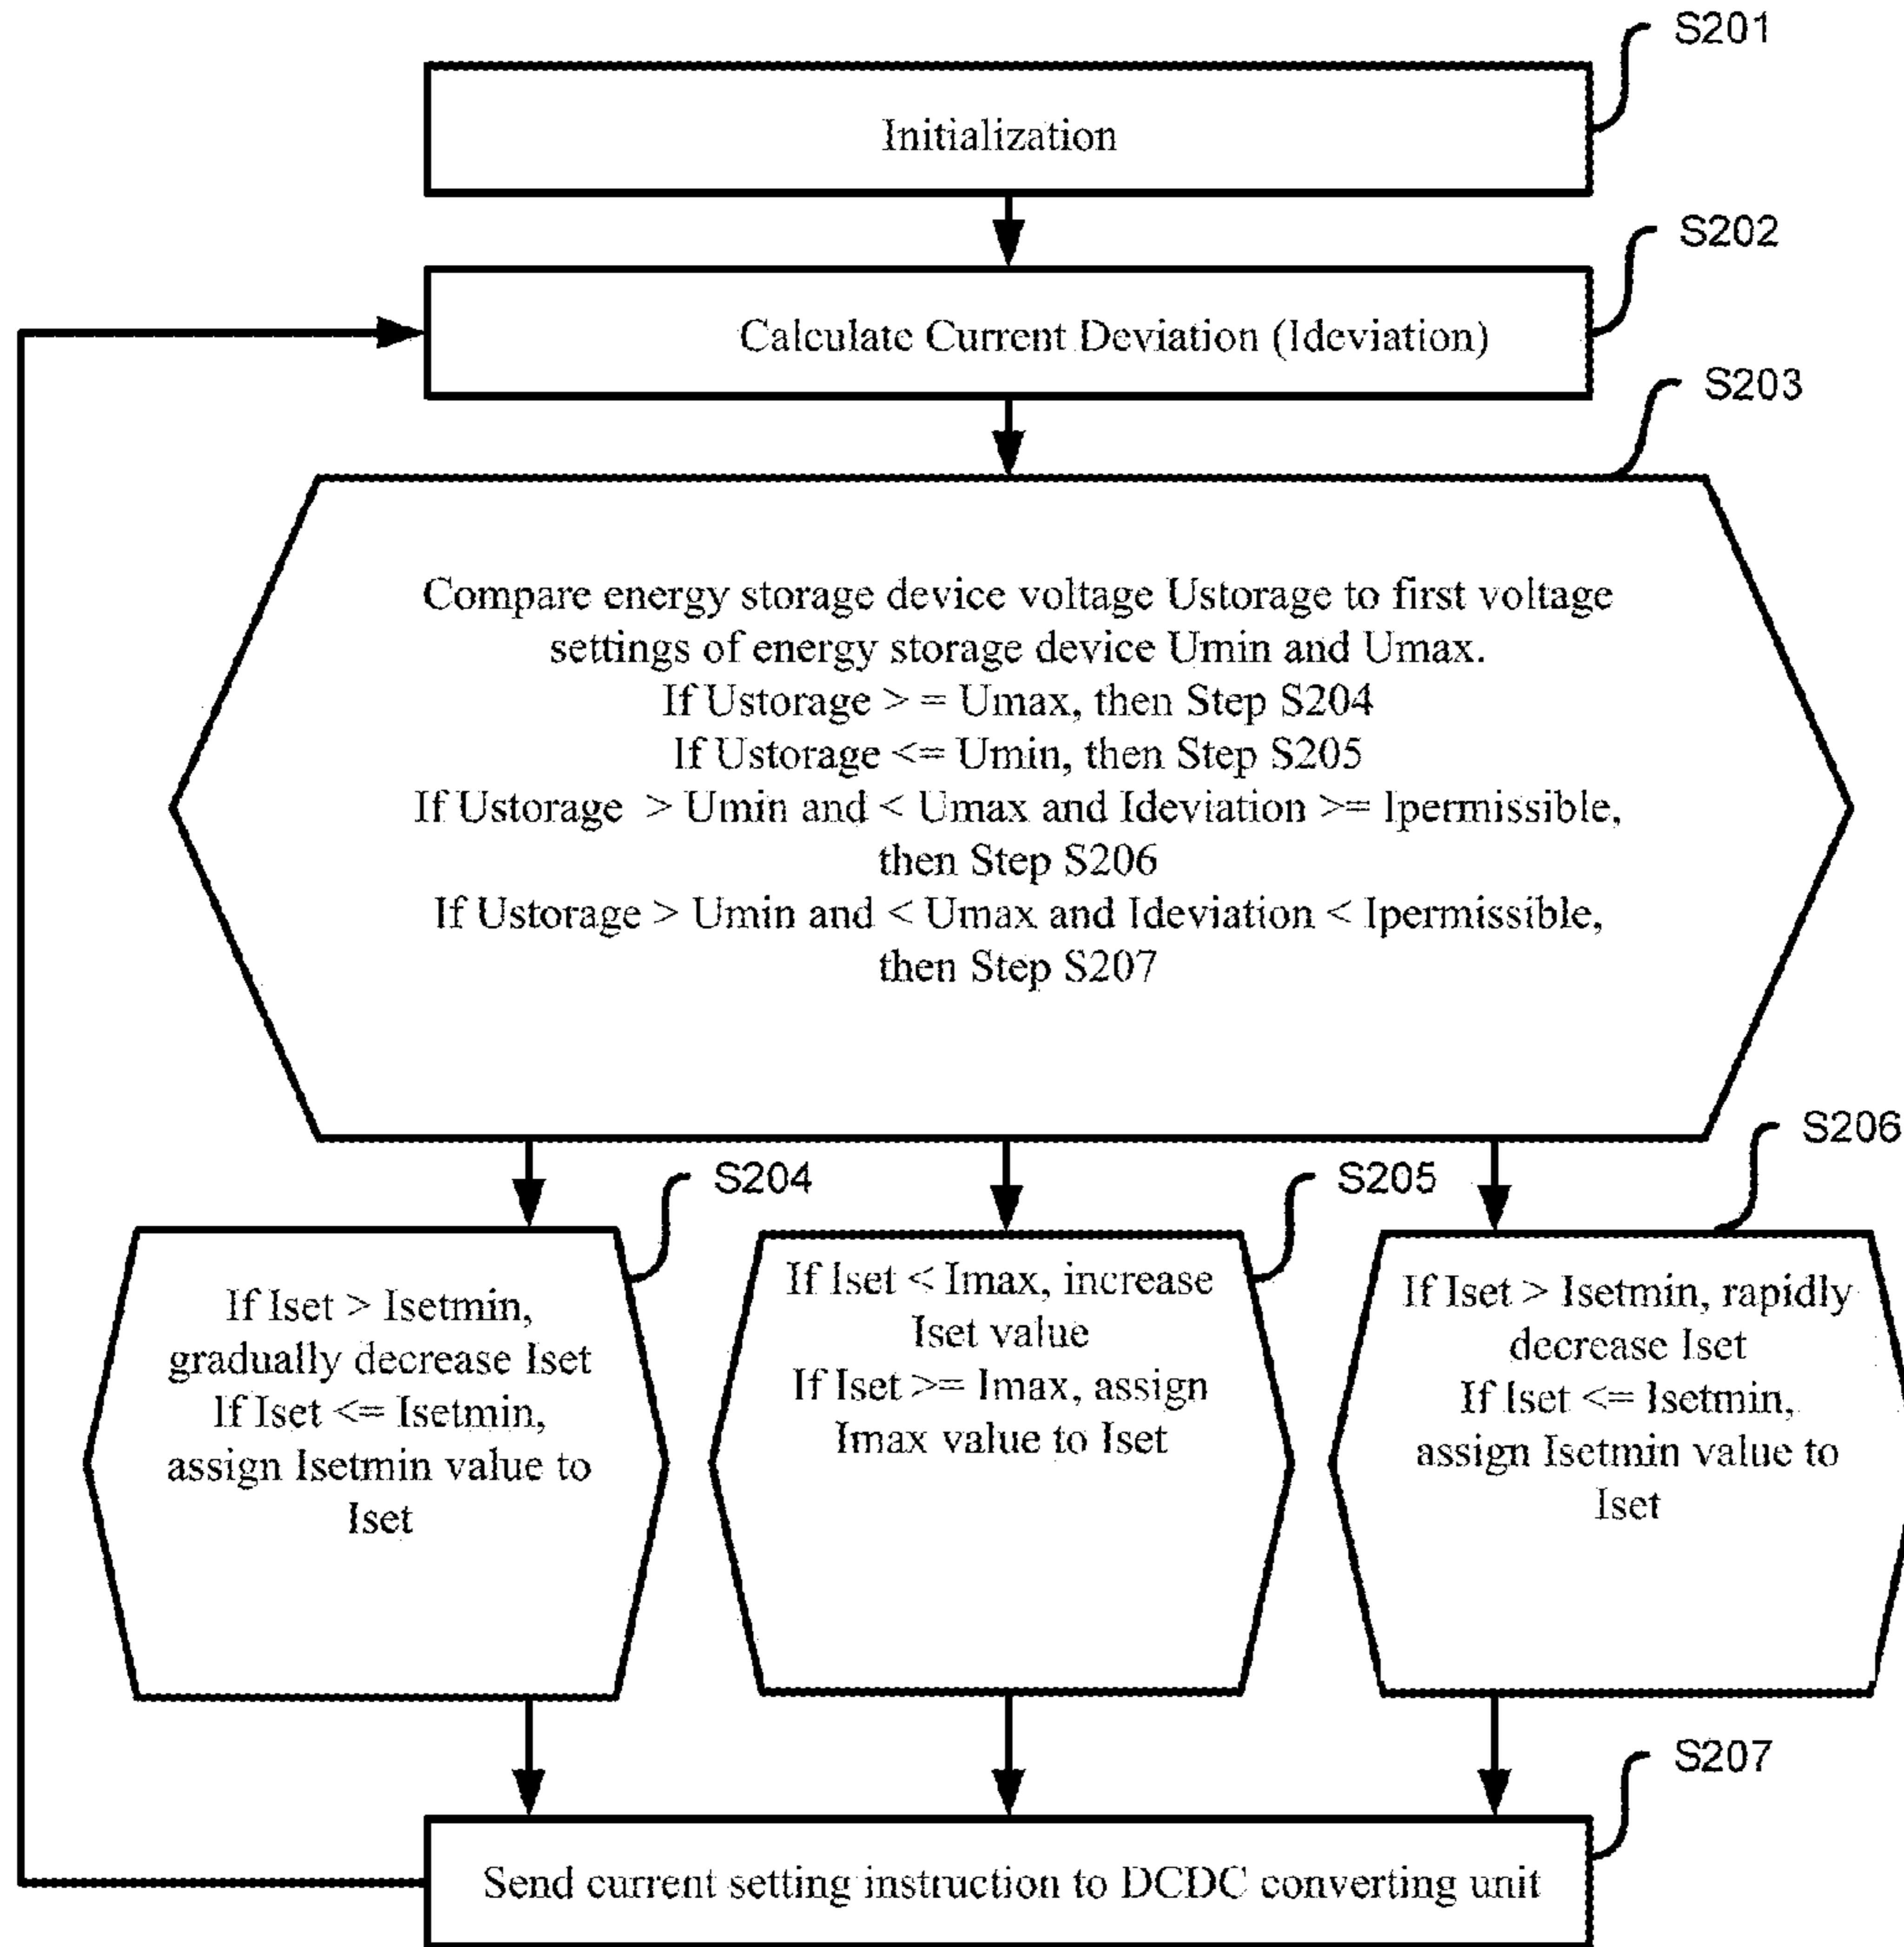 S201
Initialization
S202
Calculate Current Deviation (Ideviation)
S203
Compare energy storage device voltage Ustorage to first voltage
settings of energy storage device Umin and Umax.
If Ustorage > = Umax, then Step S204
If Ustorage <= Umin, then Step S205
If Ustorage > Umin and < Umax and Ideviation >= Ipermissible,
then Step S206
If Ustorage > Umin and < Umax and Ideviation < Ipermissible,
then Step S207
S204
If Iset > Isetmin,
gradually decrease Iset
If Iset <= Isetmin,
assign Isetmin value to
Iset
S205
If Iset < Imax, increase
Iset value
If Iset >= Imax, assign
Imax value to Iset
S206
If Iset > Isetmin, rapidly
decrease Iset
If Iset <= Isetmin,
assign Isetmin value to
Iset
S207
Send current setting instruction to DCDC converting unit